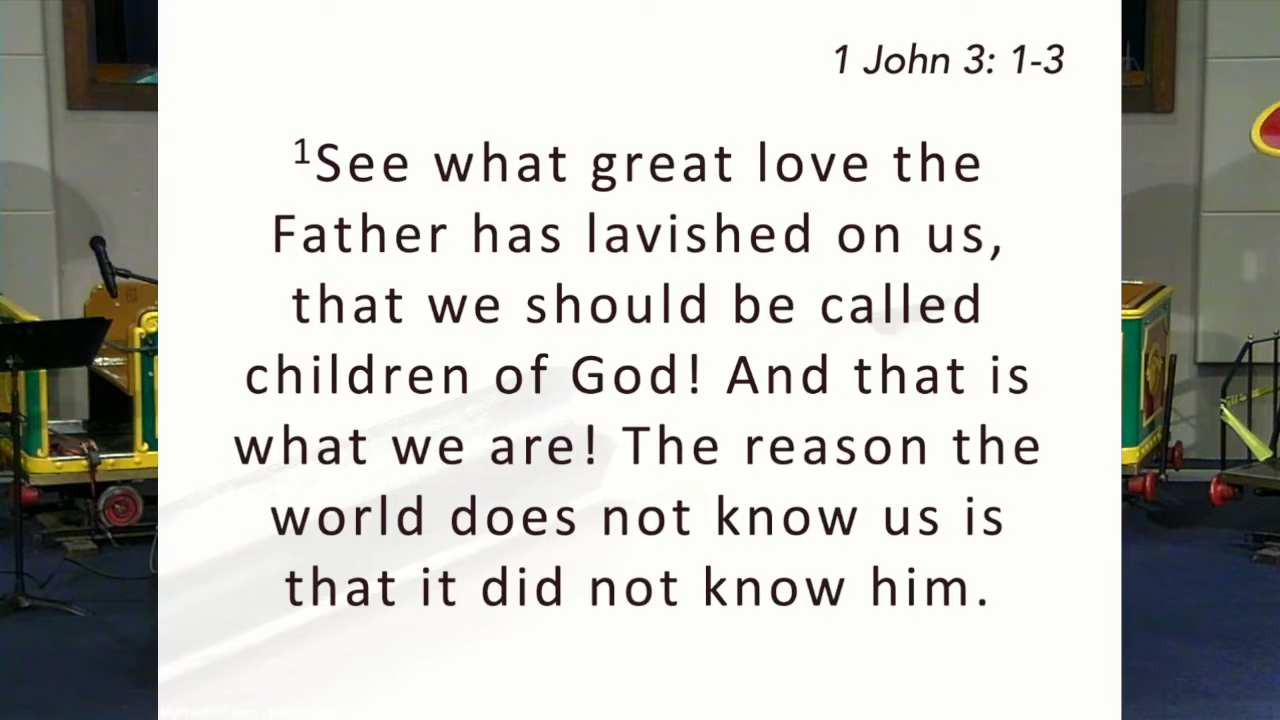 1 John 3: 1-3
¹See what great love the
Father has lavished on us,
that we should be called
children of God! And that is
what we are! The reason the
world does not know us is
that it did not know him.